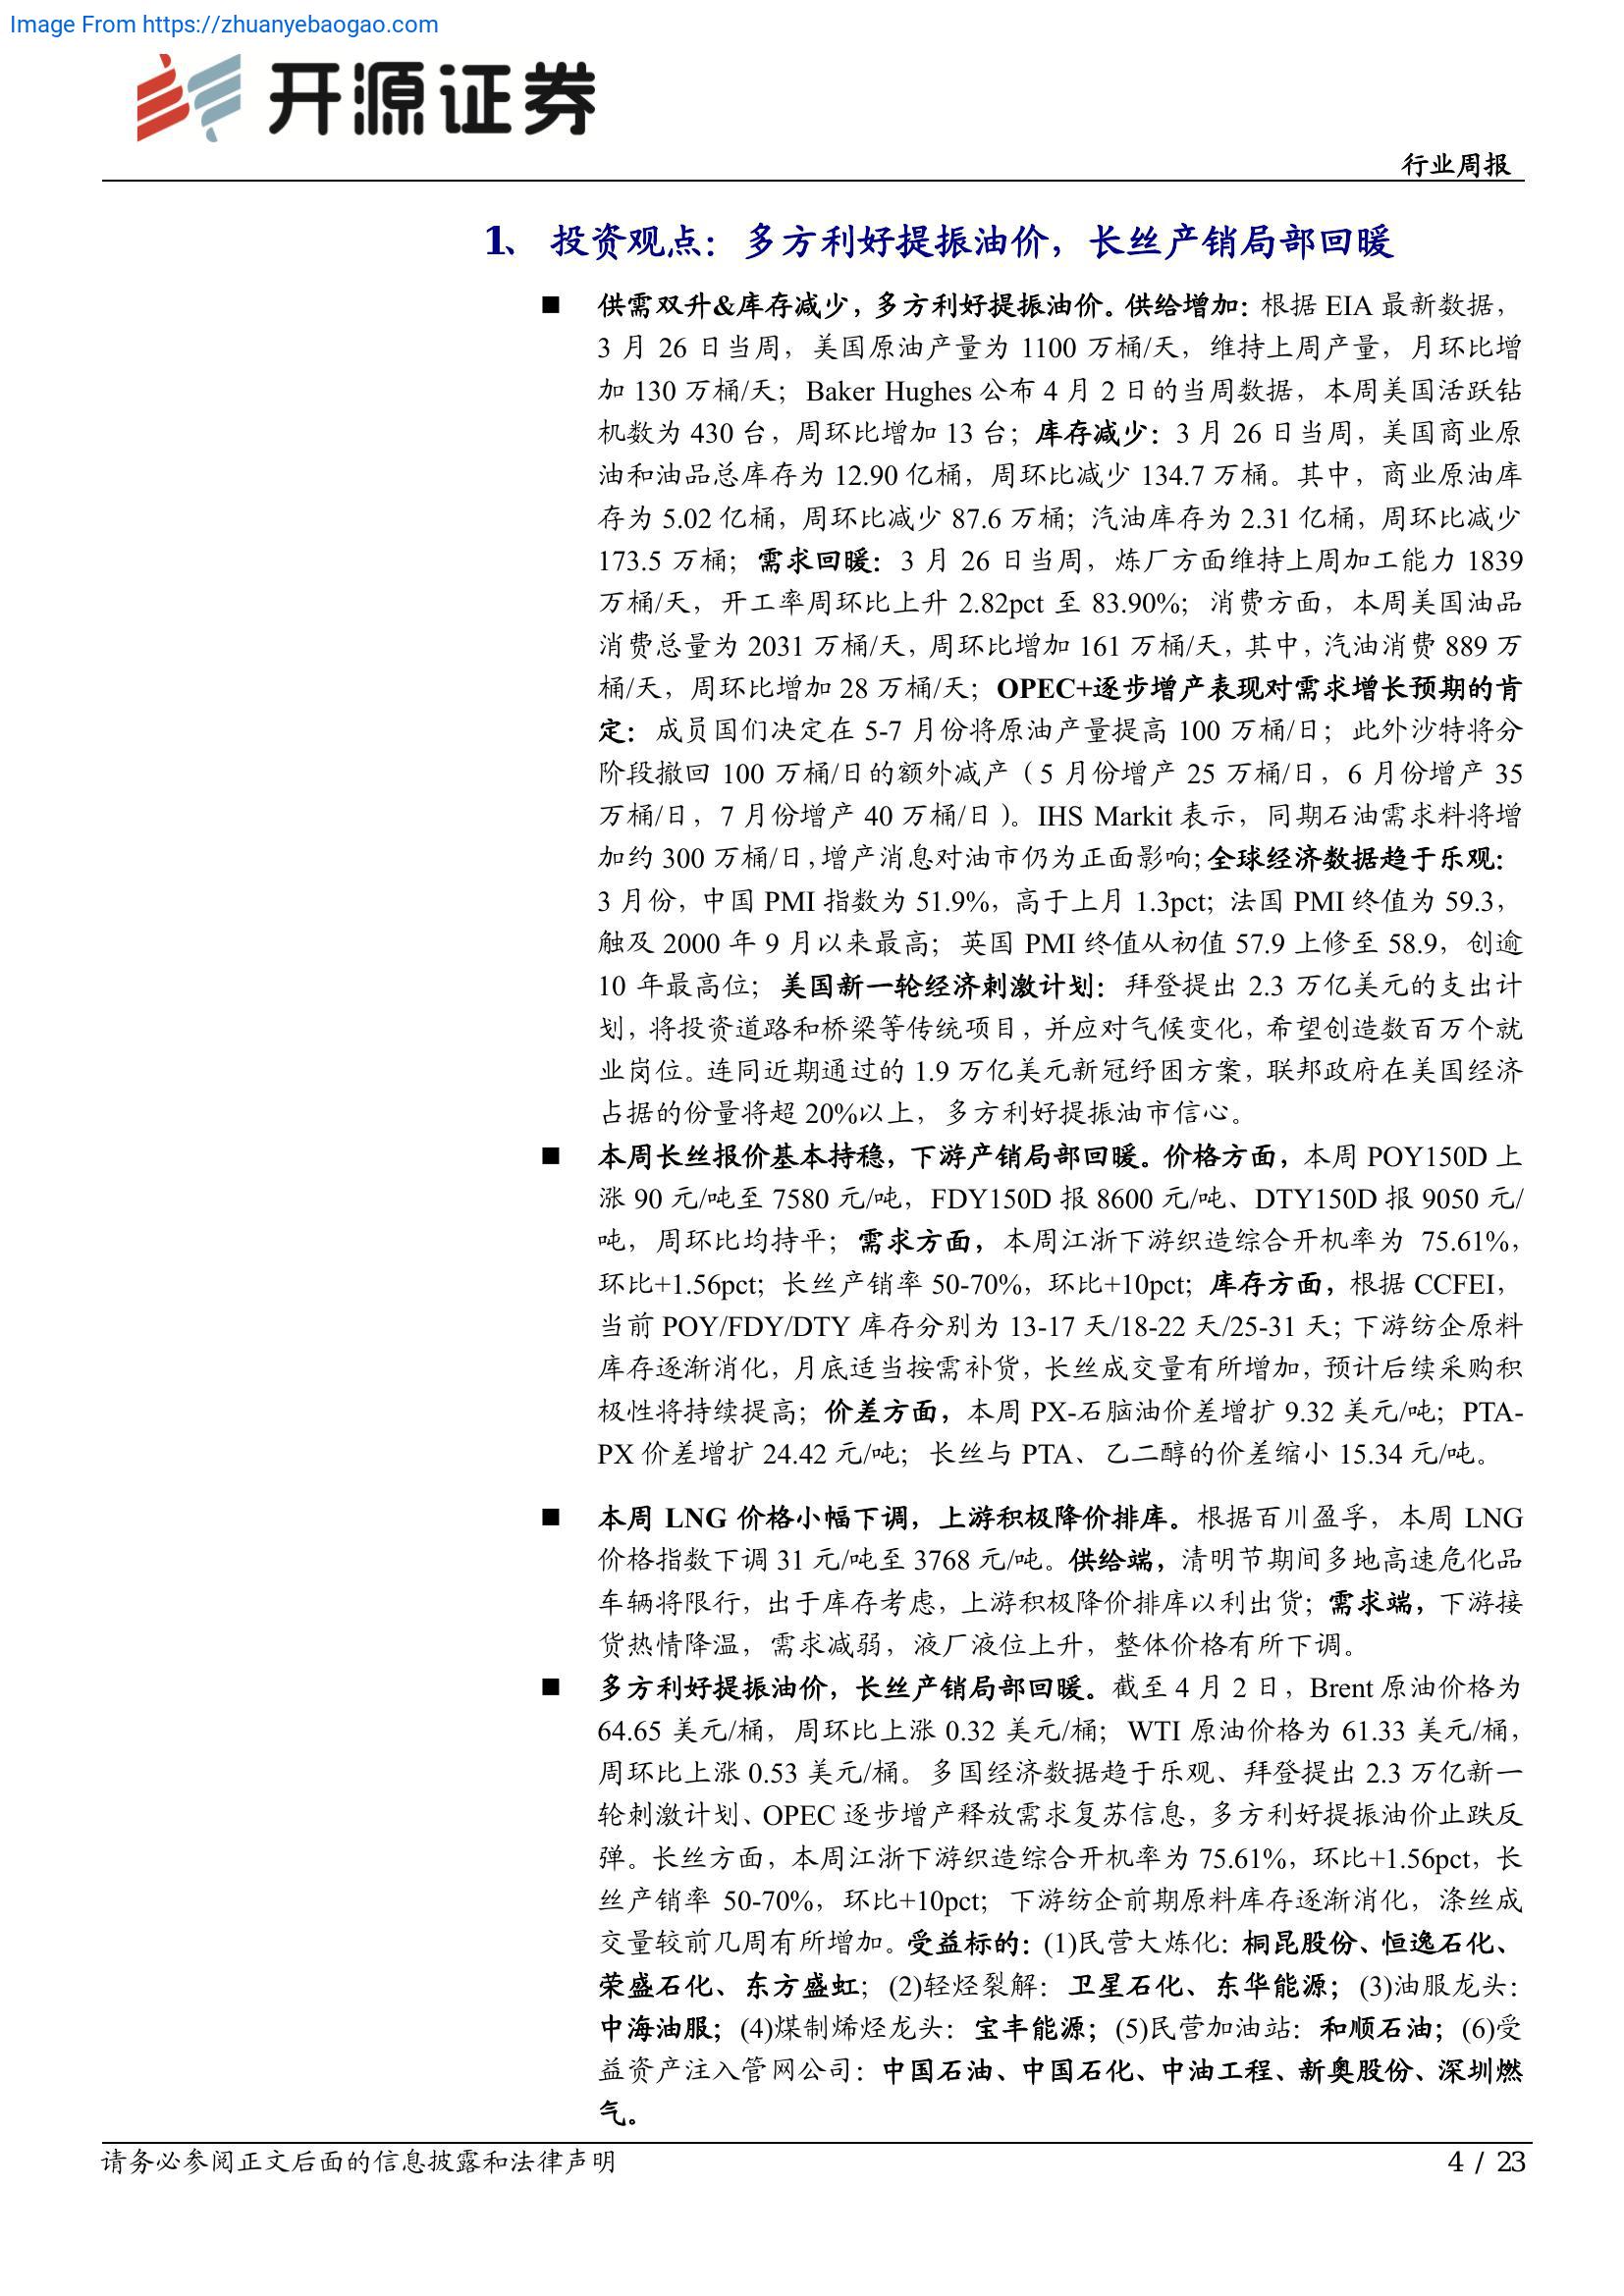 Image From https://zhuanyebaogao.com
开源证券
行业周报
1、 投资观点：多方利好提振油价，长丝产销局部回暖
■ 供需双升&库存减少，多方利好提振油价。供给增加：根据 EIA 最新数据，
3 月 26 日当周，美国原油产量为 1100 万桶/天，维持上周产量，月环比增
加 130 万桶/天；Baker Hughes 公布 4 月 2 日的当周数据，本周美国活跃钻
机数为 430 台，周环比增加 13 台；库存减少：3 月 26 日当周，美国商业原
油和油品总库存为 12.90 亿桶，周环比减少 134.7 万桶。其中，商业原油库
存为 5.02 亿桶，周环比减少 87.6 万桶；汽油库存为 2.31 亿桶，周环比减少
173.5 万桶；需求回暖：3 月 26 日当周，炼厂方面维持上周加工能力 1839
万桶/天，开工率周环比上升 2.82pct 至 83.90%；消费方面，本周美国油品
消费总量为 2031 万桶/天，周环比增加 161 万桶/天，其中，汽油消费 889 万
桶/天，周环比增加 28 万桶/天；OPEC+逐步增产表现对需求增长预期的肯
定：成员国们决定在 5-7 月份将原油产量提高 100 万桶/日；此外沙特将分
阶段撤回 100 万桶/日的额外减产（5 月份增产 25 万桶/日，6 月份增产 35
万桶/日，7 月份增产 40 万桶/日）。IHS Markit 表示，同期石油需求料将增
加约 300 万桶/日，增产消息对油市仍为正面影响；全球经济数据趋于乐观：
3 月份，中国 PMI 指数为 51.9%，高于上月 1.3pct；法国 PMI 终值为 59.3，
触及 2000 年 9 月以来最高；英国 PMI 终值从初值 57.9 上修至 58.9，创逾
10 年最高位；美国新一轮经济刺激计划：拜登提出 2.3 万亿美元的支出计
划，将投资道路和桥梁等传统项目，并应对气候变化，希望创造数百万个就
业岗位。连同近期通过的 1.9 万亿美元新冠纾困方案，联邦政府在美国经济
占据的份量将超 20%以上，多方利好提振油市信心。
■ 本周长丝报价基本持稳，下游产销局部回暖。价格方面，本周 POY150D 上
涨 90 元/吨至 7580 元/吨，FDY150D 报 8600 元/吨、DTY150D 报 9050 元/
吨，周环比均持平；需求方面，本周江浙下游织造综合开机率为 75.61%，
环比+1.56pct；长丝产销率 50-70%，环比+10pct；库存方面，根据 CCFEI，
当前 POY/FDY/DTY 库存分别为 13-17 天/18-22 天/25-31 天；下游纺企原料
库存逐渐消化，月底适当按需补货，长丝成交量有所增加，预计后续采购积
极性将持续提高；价差方面，本周 PX-石脑油价差增扩 9.32 美元/吨；PTA-
PX 价差增扩 24.42 元/吨；长丝与 PTA、乙二醇的价差缩小 15.34 元/吨。
■ 本周 LNG 价格小幅下调，上游积极降价排库。根据百川盈孚，本周 LNG
价格指数下调 31 元/吨至 3768 元/吨。供给端，清明节期间多地高速危化品
车辆将限行，出于库存考虑，上游积极降价排库以利出货；需求端，下游接
货热情降温，需求减弱，液厂液位上升，整体价格有所下调。
■ 多方利好提振油价，长丝产销局部回暖。截至 4 月 2 日，Brent 原油价格为
64.65 美元/桶，周环比上涨 0.32 美元/桶；WTI 原油价格为 61.33 美元/桶，
周环比上涨 0.53 美元/桶。多国经济数据趋于乐观、拜登提出 2.3 万亿新一
轮刺激计划、OPEC 逐步增产释放需求复苏信息，多方利好提振油价止跌反
弹。长丝方面，本周江浙下游织造综合开机率为 75.61%，环比+1.56pct，长
丝产销率 50-70%，环比+10pct；下游纺企前期原料库存逐渐消化，涤丝成
交量较前几周有所增加。受益标的：(1)民营大炼化：桐昆股份、恒逸石化、
荣盛石化、东方盛虹；(2)轻烃裂解：卫星石化、东华能源；(3)油服龙头：
中海油服；(4)煤制烯烃龙头：宝丰能源；(5)民营加油站：和顺石油；(6)受
益资产注入管网公司：中国石油、中国石化、中油工程、新奥股份、深圳燃
气。
请务必参阅正文后面的信息披露和法律声明
4 / 23